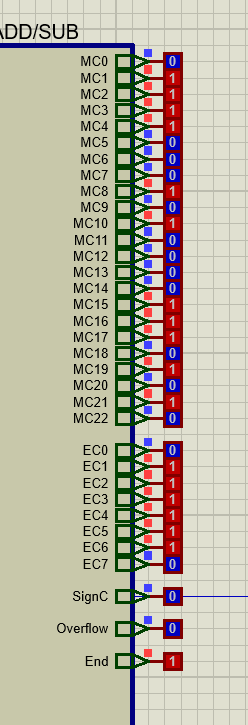 ADD/SUB
MC0 0
MC1 1
MC2 1
MC3 1
MC4 1
MC5 0
MC6 0
MC7 0
MC8 1
MC9 0
MC10 1
MC11 0
MC12 0
MC13 0
MC14 0
MC15 1
MC16 1
MC17 1
MC18 0
MC19 1
MC20 0
MC21 1
MC22 0
EC0 0
EC1 1
EC2 1
EC3 1
EC4 1
EC5 1
EC6 1
EC7 0
SignC 0
Overflow 0
End 1